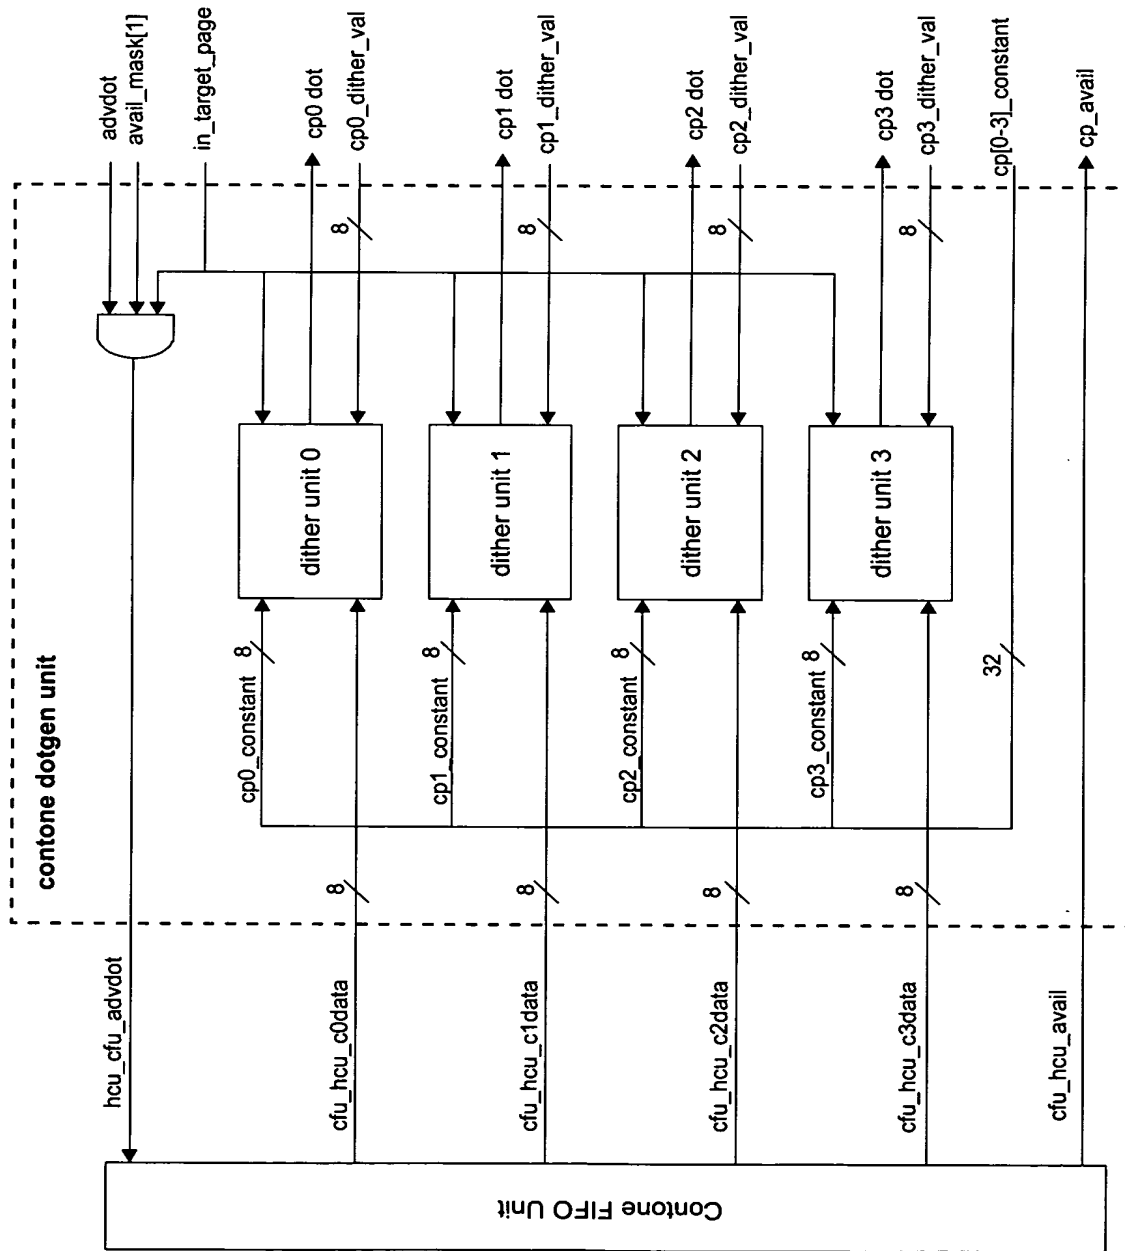 contone dotgen unit
advdot
avail_mask[1]
in_target_page
cp0 dot
cp0_dither_val
cp1 dot
cp1_dither_val
cp2 dot
cp2_dither_val
cp3 dot
cp3_dither_val
cp[0-3]_constant
cp_avail
8
8
8
8
dither unit 0
dither unit 1
dither unit 2
dither unit 3
cp0_constant
8
cp1_constant
8
cp2_constant
8
cp3_constant
8
32
8
8
8
8
hcu_cfu_advdot
cfu_hcu_c0data
cfu_hcu_c1data
cfu_hcu_c2data
cfu_hcu_c3data
cfu_hcu_avail
Contone FIFO Unit